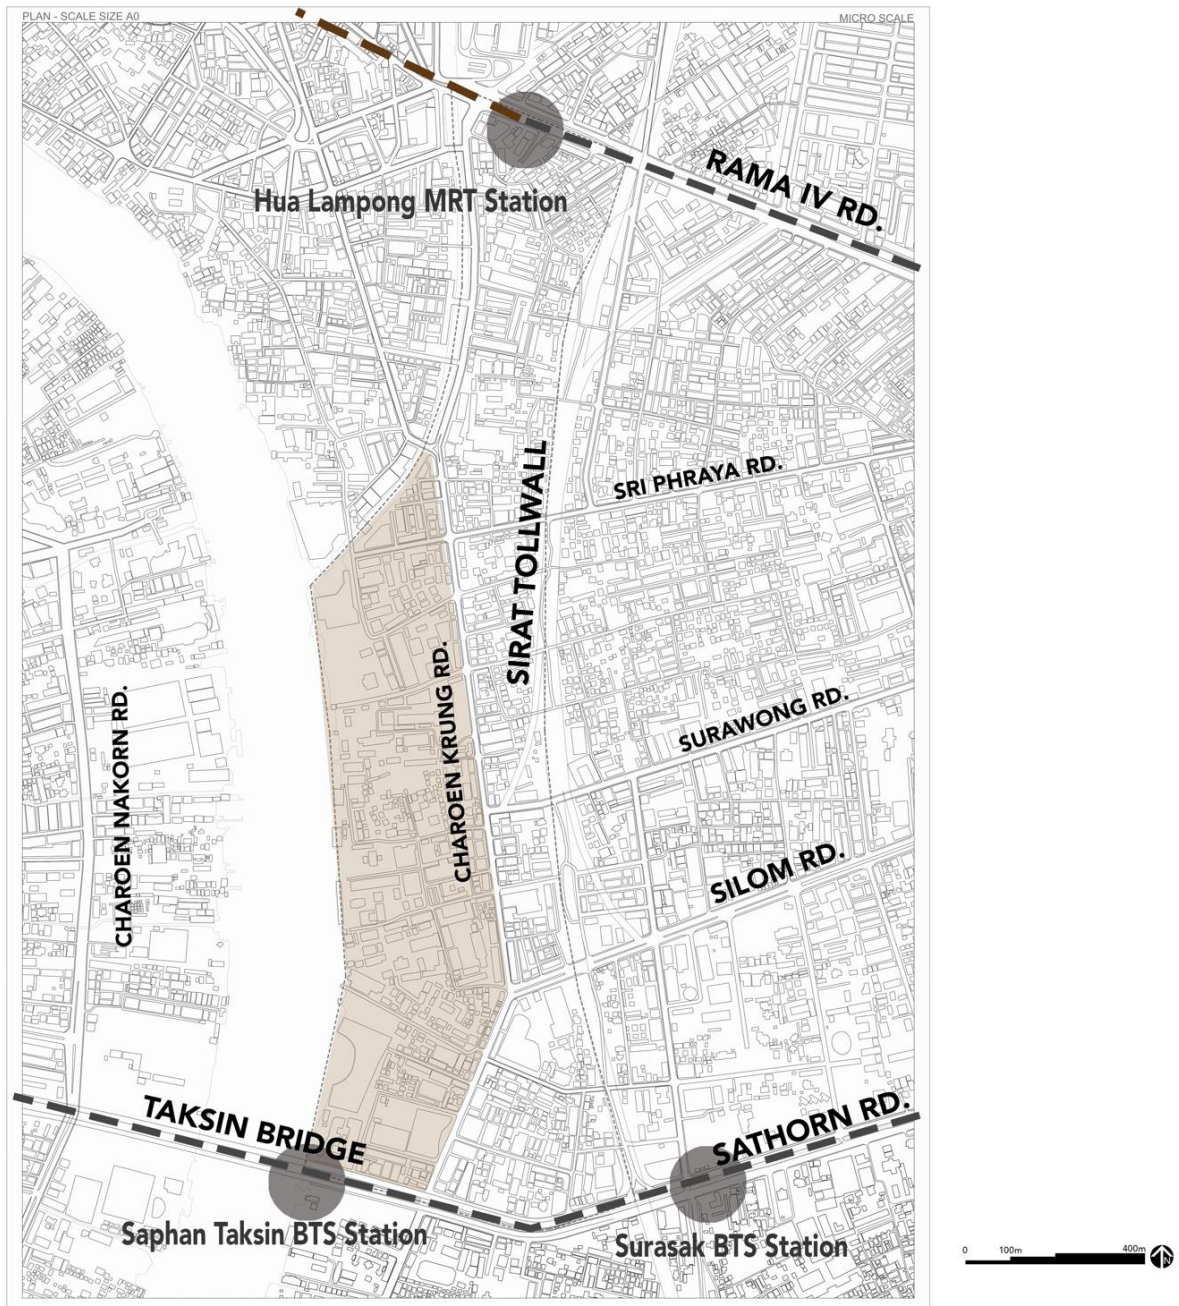 PLAN - SCALE SIZE A0
MICRO SCALE
RAMA IV RD.
Hua Lampong MRT Station
SRI PHRAYA RD.
SIRAT TOLLWALL
CHAROEN KRUNG RD.
CHAROEN NAKORN RD.
SURAWONG RD.
SILOM RD.
TAKSIN BRIDGE
SATHORN RD.
Saphan Taksin BTS Station
Surasak BTS Station
0 100m 400m
N